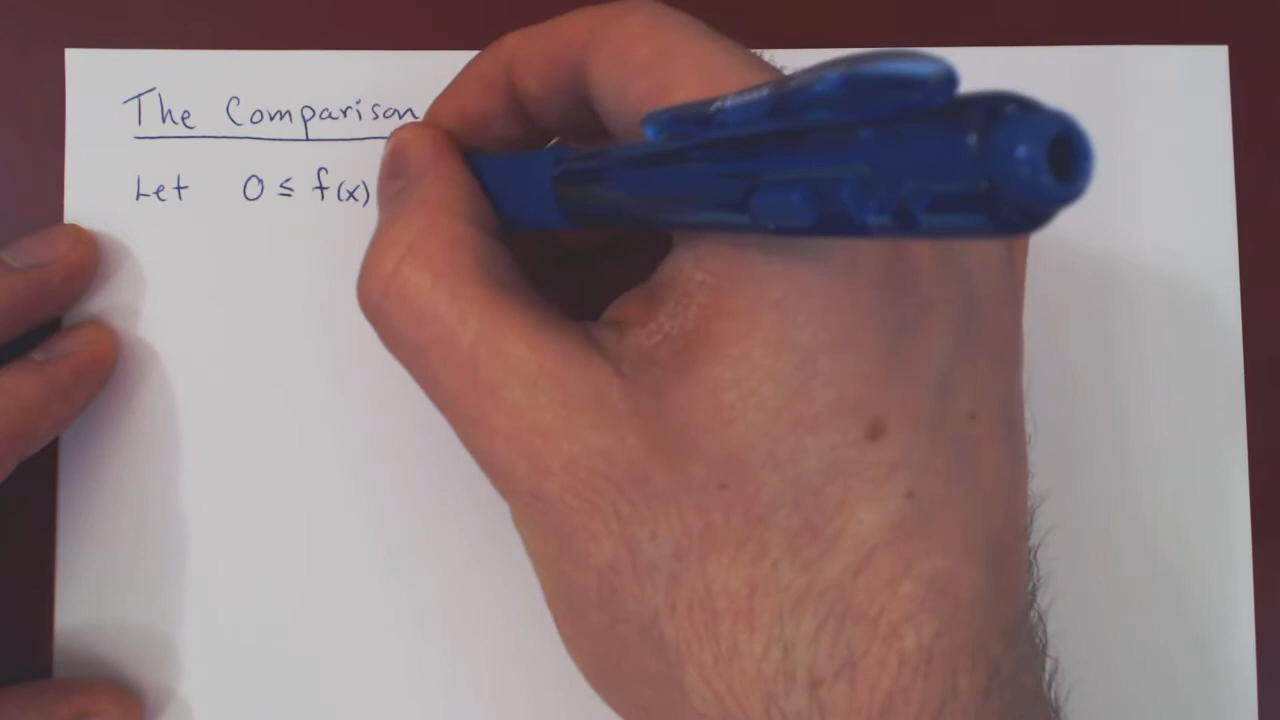 The Comparison
Let 0 ≤ f(x)